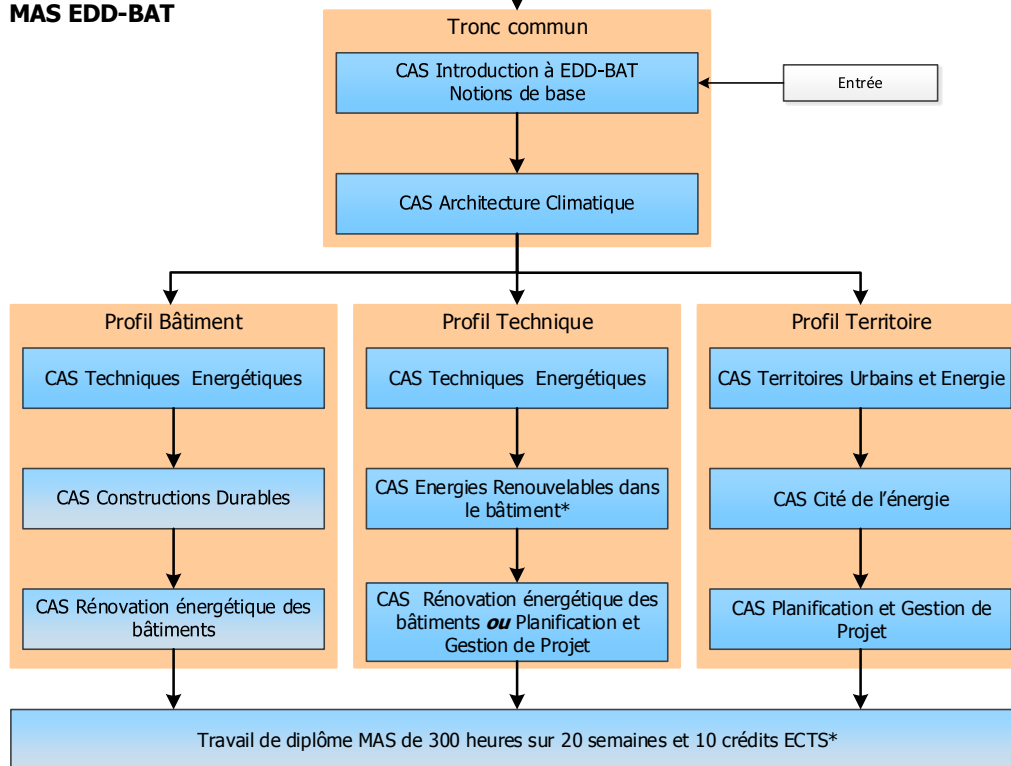 MAS EDD-BAT
Tronc commun
CAS Introduction à EDD-BAT
Notions de base
Entrée
CAS Architecture Climatique
Profil Bâtiment
CAS Techniques Energétiques
CAS Constructions Durables
CAS Rénovation énergétique des
bâtiments
Profil Technique
CAS Techniques Energétiques
CAS Energies Renouvelables dans
le bâtiment*
CAS Rénovation énergétique des
bâtiments ou Planification et
Gestion de Projet
Profil Territoire
CAS Territoires Urbains et Energie
CAS Cité de l’énergie
CAS Planification et Gestion de
Projet
Travail de diplôme MAS de 300 heures sur 20 semaines et 10 crédits ECTS*